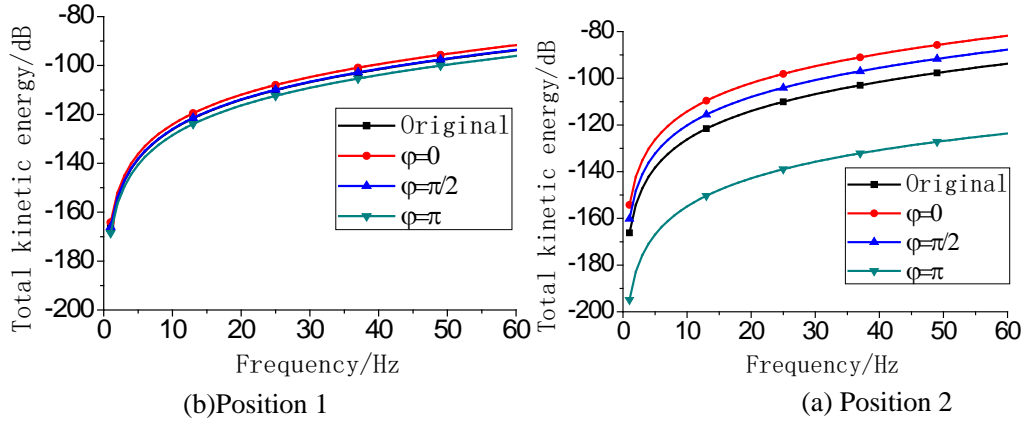 Total kinetic energy/dB
-80
-100
-120
-140
-160
-180
-200
0 10 20 30 40 50 60
Frequency/Hz
Original
φ=0
φ=π/2
φ=π
(b)Position 1
Total kinetic energy/dB
-80
-100
-120
-140
-160
-180
-200
0 10 20 30 40 50 60
Frequency/Hz
Original
φ=0
φ=π/2
φ=π
(a) Position 2